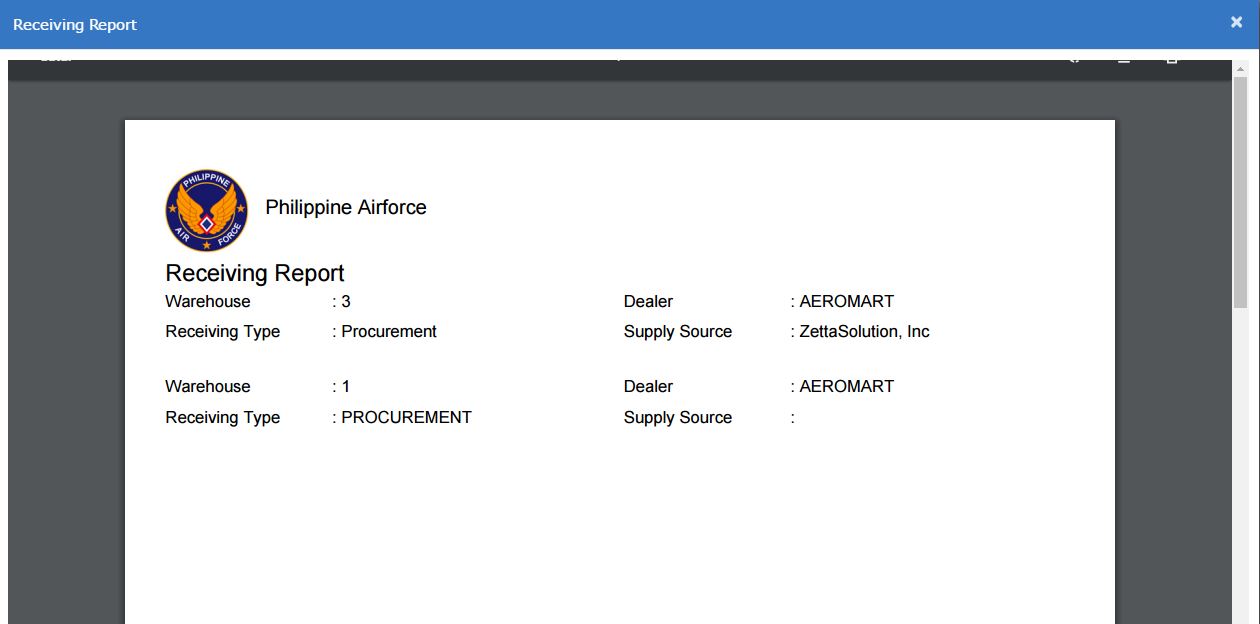 Receiving Report
PHILIPPINE
AIR FORCE
Philippine Airforce
Receiving Report
Warehouse : 3 Dealer : AEROMART
Receiving Type : Procurement Supply Source : ZettaSolution, Inc
Warehouse : 1 Dealer : AEROMART
Receiving Type : PROCUREMENT Supply Source :